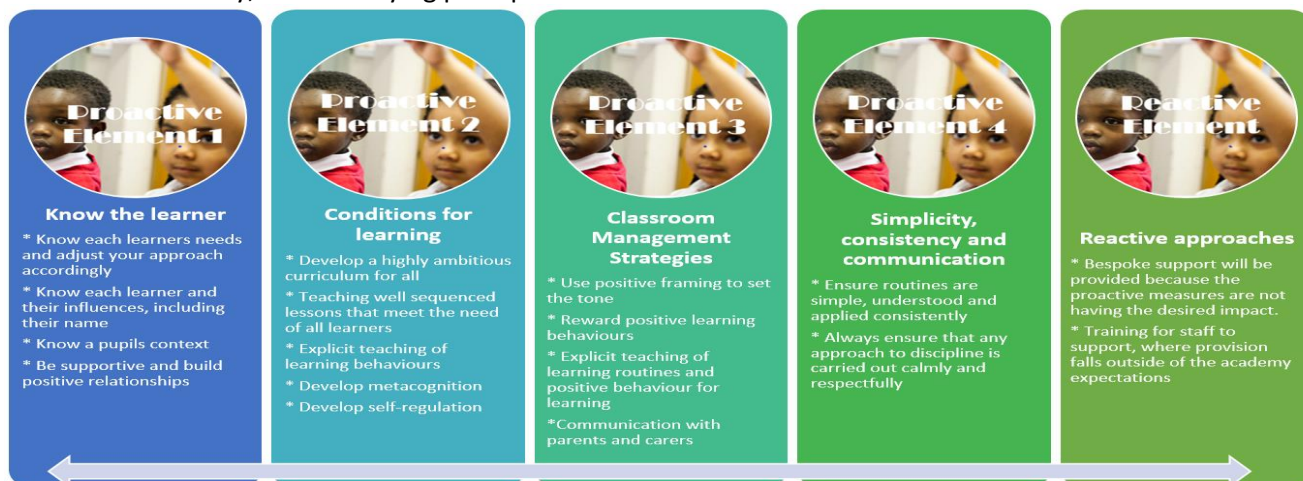 Proactive
Element 1
Know the learner
* Know each learners needs
and adjust your approach
accordingly
* Know each learner and
their influences, including
their name
* Know a pupils context
* Be supportive and build
positive relationships
Proactive
Element 2
Conditions for
learning
* Develop a highly ambitious
curriculum for all
* Teaching well sequenced
lessons that meet the need
of all learners
* Explicit teaching of
learning behaviours
* Develop metacognition
* Develop self-regulation
Proactive
Element 3
Classroom
Management
Strategies
* Use positive framing to set
the tone
* Reward positive learning
behaviours
* Explicit teaching of
learning routines and
positive behaviour for
learning
*Communication with
parents and carers
Proactive
Element 4
Simplicity,
consistency and
communication
* Ensure routines are
simple, understood and
applied consistently
* Always ensure that any
approach to discipline is
carried out calmly and
respectfully
Reactive
Element
Reactive approaches
* Bespoke support will be
provided because the
proactive measures are not
having the desired impact.
* Training for staff to
support, where provision
falls outside of the academy
expectations